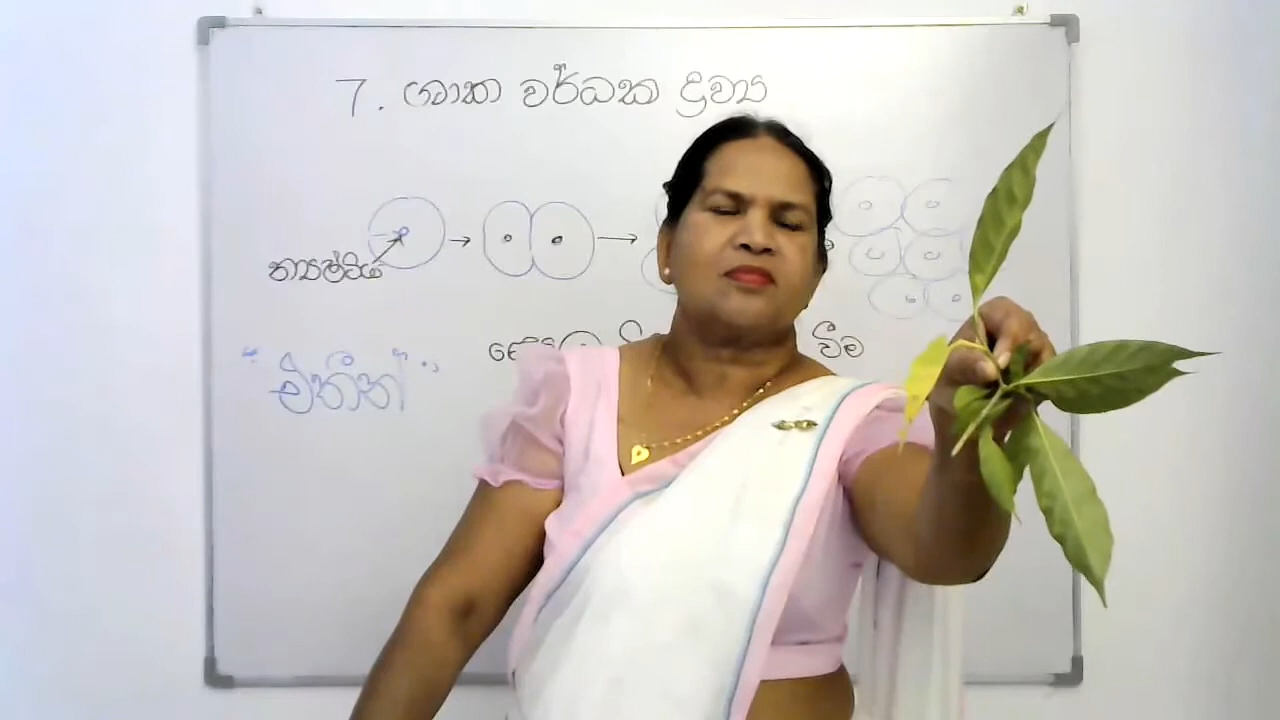 7. ශාක වර්ධක ද්‍රව්‍ය
න්‍යෂ්ටිය
වීම
" එතීන් "